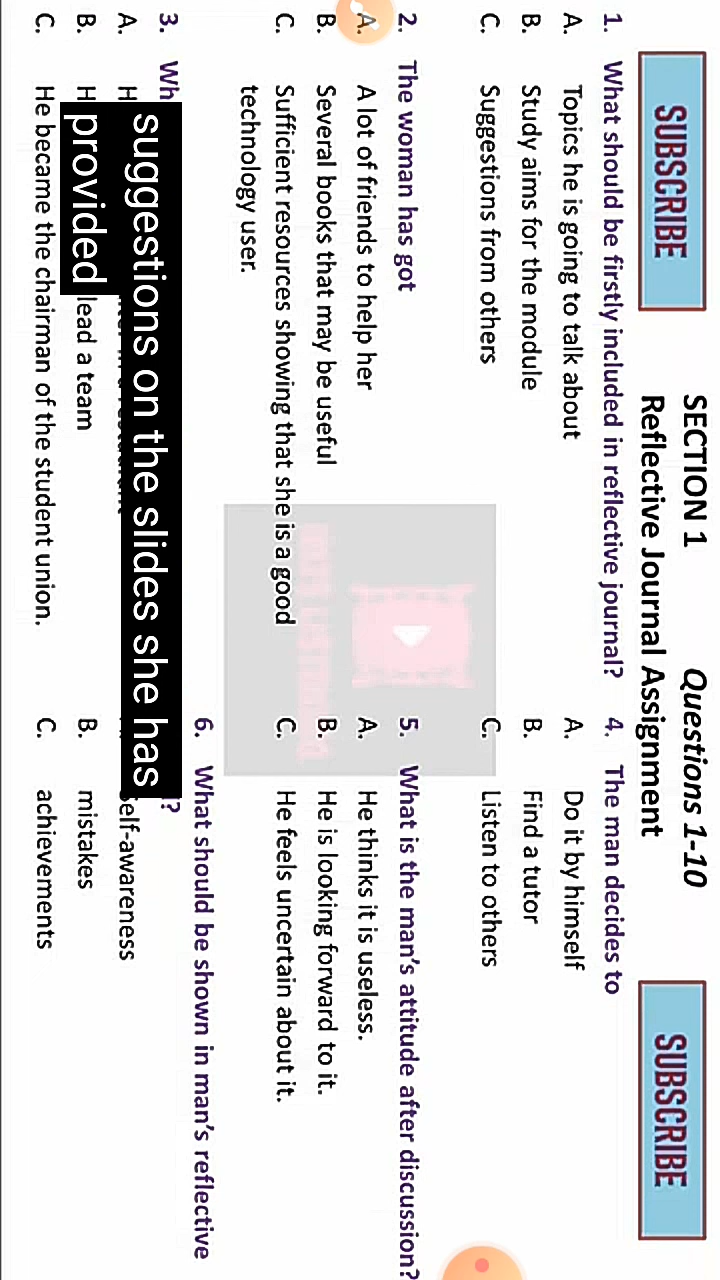 SECTION 1 Questions 1-10
SUBSCRIBE
Reflective Journal Assignment
SUBSCRIBE
1. What should be firstly included in reflective journal?
A. Topics he is going to talk about
B. Study aims for the module
C. Suggestions from others
2. The woman has got
A. A lot of friends to help her
B. Several books that may be useful
C. Sufficient resources showing that she is a good
technology user.
3. Wh
A. H
B. H lead a team
C. He became the chairman of the student union.
4. The man decides to
A. Do it by himself
B. Find a tutor
C. Listen to others
5. What is the man's attitude after discussion?
A. He thinks it is useless.
B. He is looking forward to it.
C. He feels uncertain about it.
6. What should be shown in man's reflective
self-awareness
B. mistakes
C. achievements
suggestions on the slides she has
provided